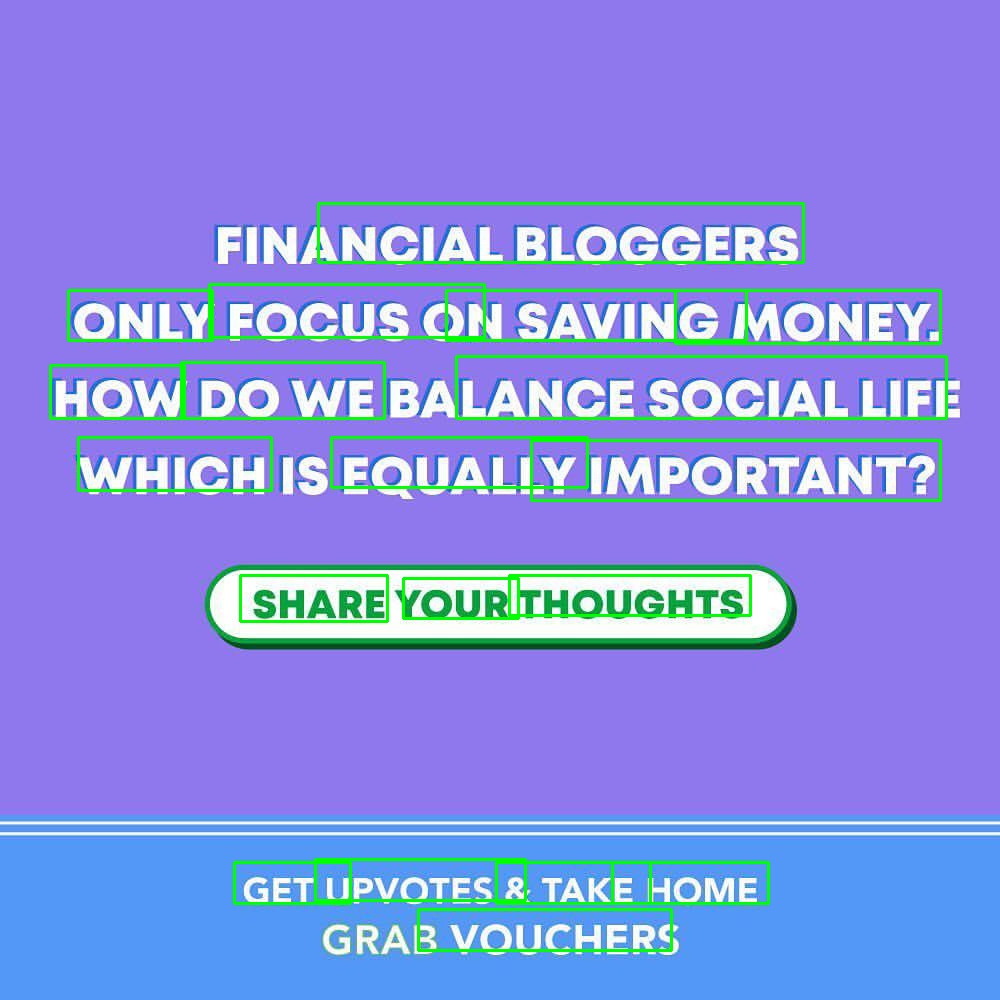 FINANCIAL BLOGGERS
ONLY FOCUS ON SAVING MONEY.
HOW DO WE BALANCE SOCIAL LIFE
WHICH IS EQUALLY IMPORTANT?
SHARE YOUR THOUGHTS
GET UPVOTES & TAKE HOME
GRAB VOUCHERS